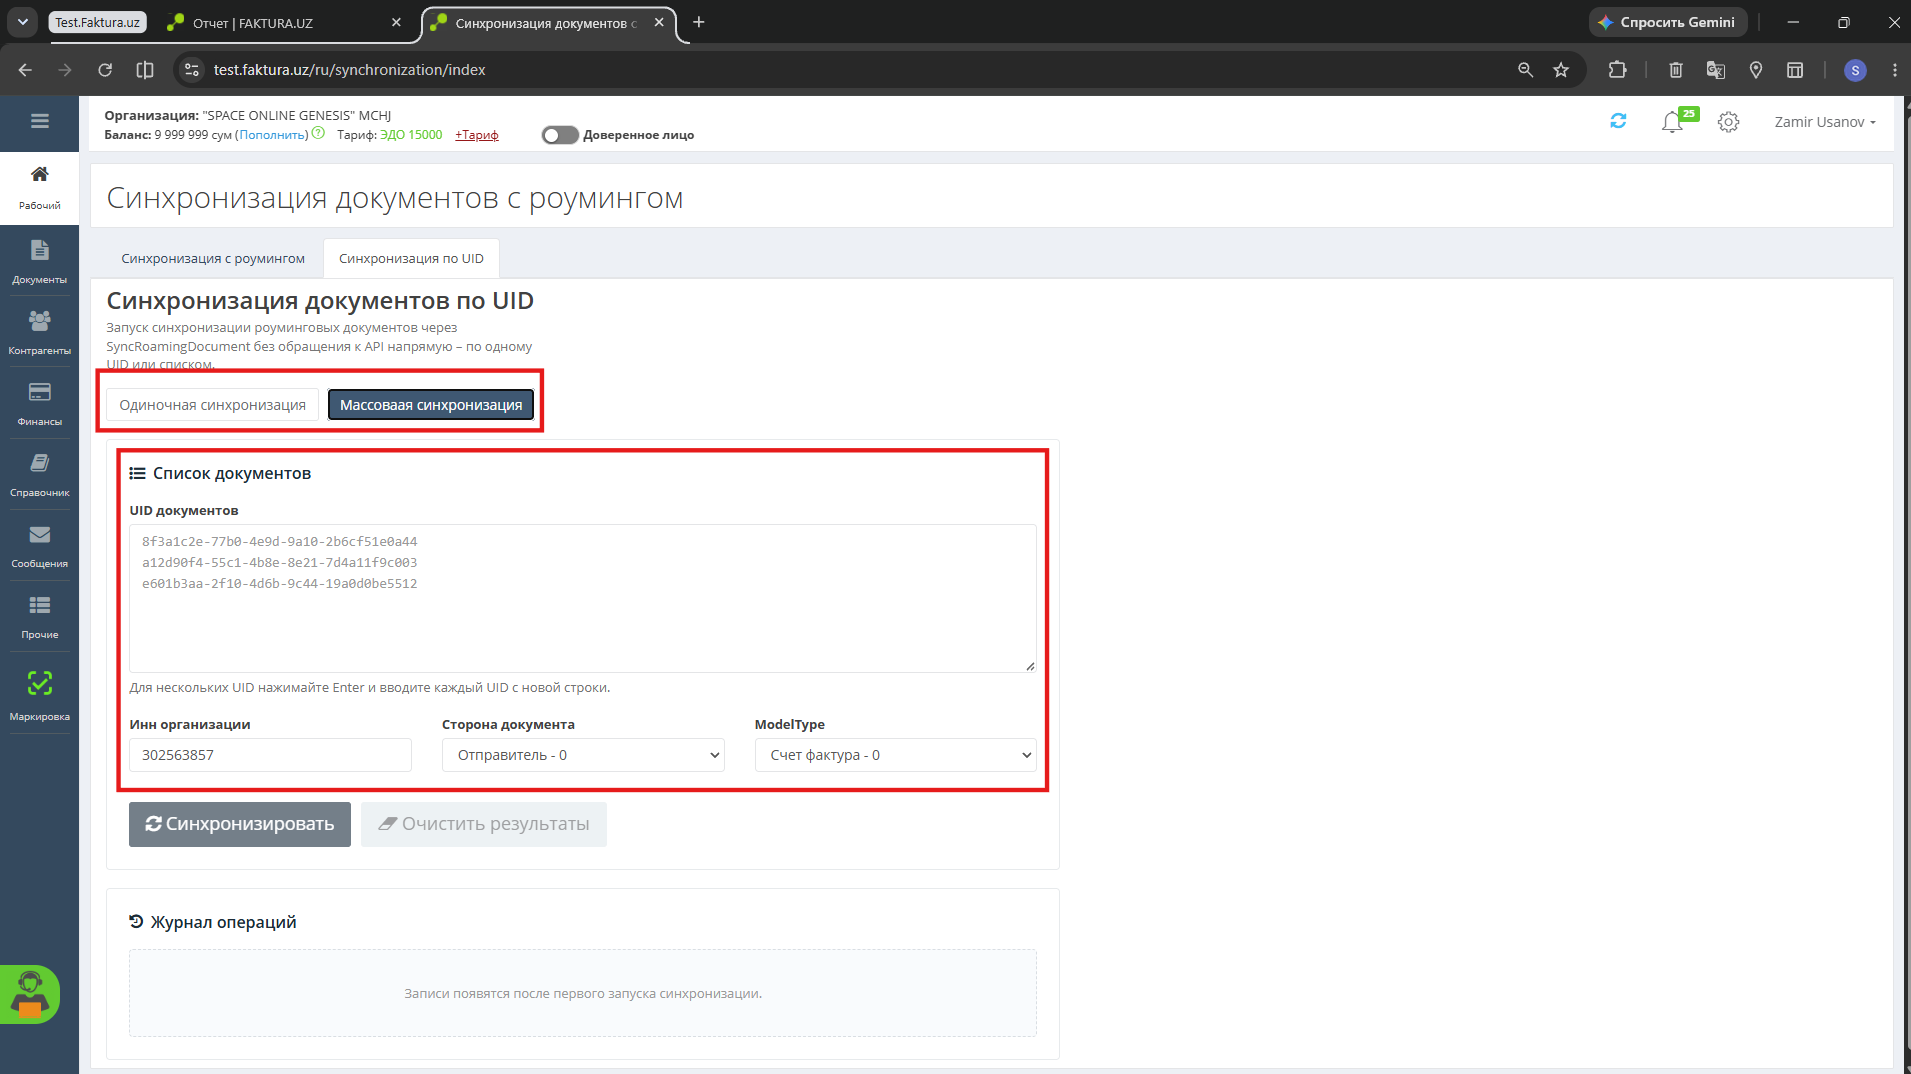 Test.Faktura.uz
Отчет | FAKTURA.UZ
Синхронизация документов с
Спросить Gemini
test.faktura.uz/ru/synchronization/index
S
Организация: "SPACE ONLINE GENESIS" MCHJ
Баланс: 9 999 999 сум (Пополнить) ? Тариф: ЭДО 15000 +Тариф
Доверенное лицо
25
Zamir Usanov
Рабочий
Документы
Контрагенты
Финансы
Справочник
Сообщения
Прочие
Маркировка
Синхронизация документов с роумингом
Синхронизация с роумингом
Синхронизация по UID
Синхронизация документов по UID
Запуск синхронизации роуминговых документов через
SyncRoamingDocument без обращения к API напрямую – по одному
UID или списком.
Одиночная синхронизация
Массоваая синхронизация
Список документов
UID документов
8f3a1c2e-77b0-4e9d-9a10-2b6cf51e0a44
a12d90f4-55c1-4b8e-8e21-7d4a11f9c003
e601b3aa-2f10-4d6b-9c44-19a0d0be5512
Для нескольких UID нажимайте Enter и вводите каждый UID с новой строки.
Инн организации
Сторона документа
ModelType
302563857
Отправитель - 0
Счет фактура - 0
Синхронизировать
Очистить результаты
Журнал операций
Записи появятся после первого запуска синхронизации.